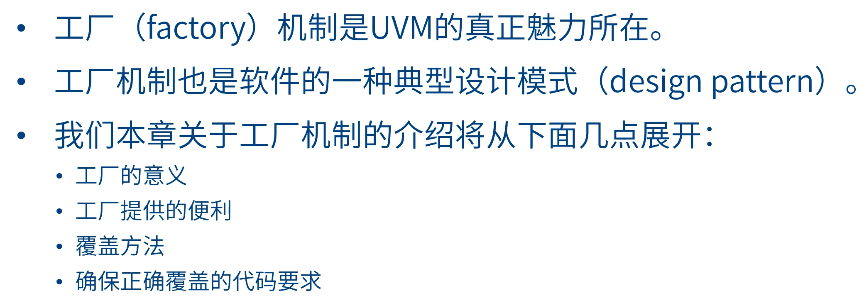 • 工厂（factory）机制是UVM的真正魅力所在。
• 工厂机制也是软件的一种典型设计模式（design pattern）。
• 我们本章关于工厂机制的介绍将从下面几点展开：
• 工厂的意义
• 工厂提供的便利
• 覆盖方法
• 确保正确覆盖的代码要求